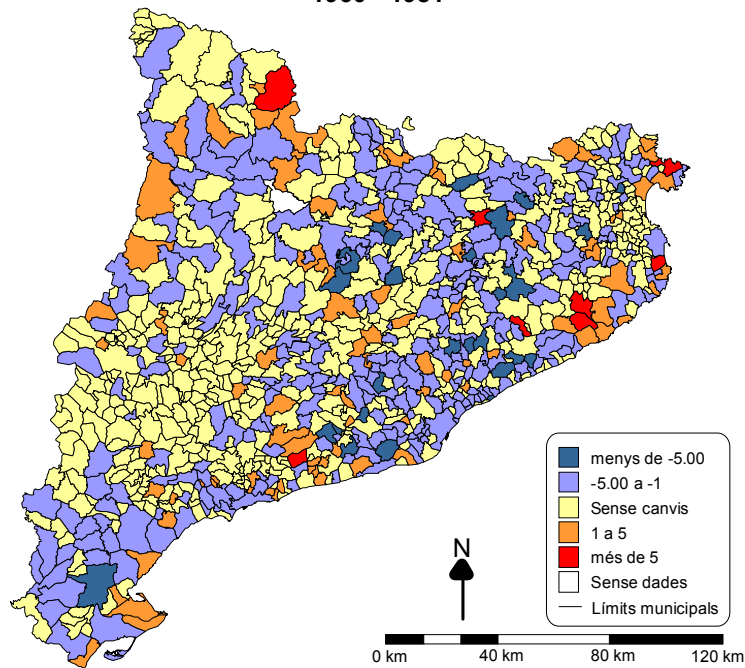 menys de -5.00
-5.00 a -1
Sense canvis
1 a 5
més de 5
Sense dades
Límits municipals
N
0 km 40 km 80 km 120 km